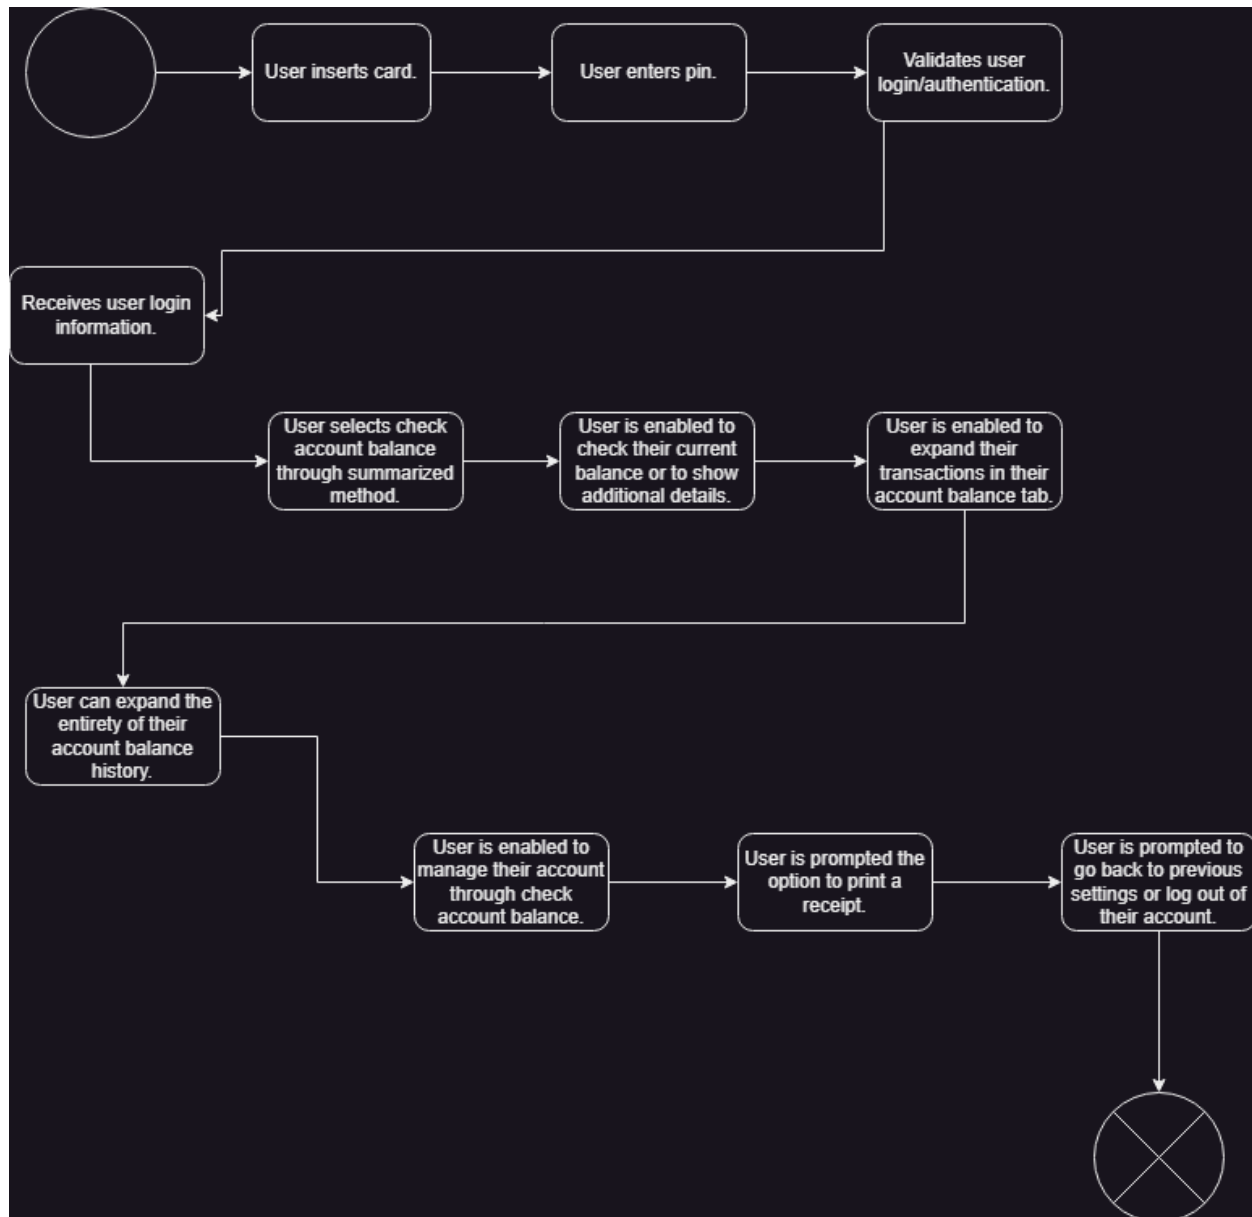 User inserts card.
User enters pin.
Validates user
login/authentication.
Receives user login
information.
User selects check
account balance
through summarized
method.
User is enabled to
check their current
balance or to show
additional details.
User is enabled to
expand their
transactions in their
account balance tab.
User can expand the
entirety of their
account balance
history.
User is enabled to
manage their account
through check
account balance.
User is prompted the
option to print a
receipt.
User is prompted to
go back to previous
settings or log out of
their account.